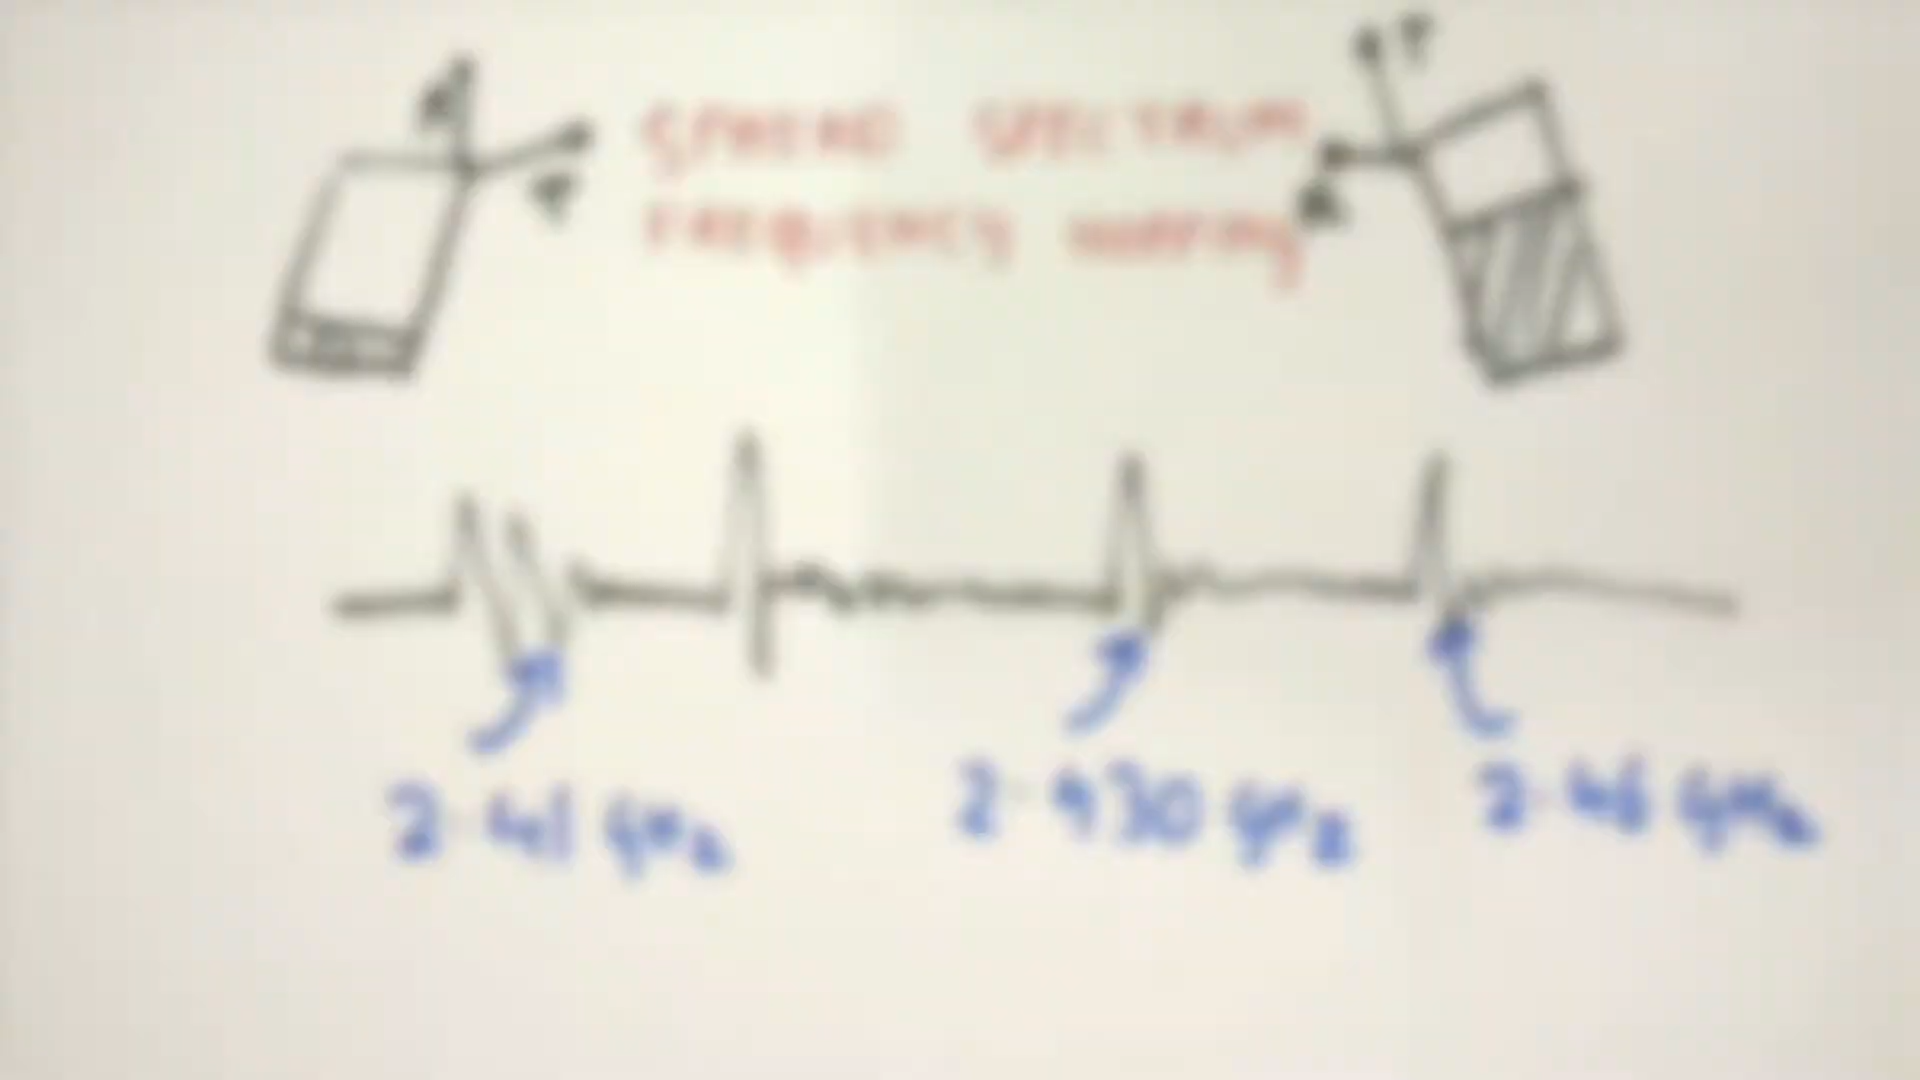 R
T
SPREAD SPECTRUM
FREQUENCY HOPPING
T
R
2.41 GHz
2.430 GHz
2.46 GHz